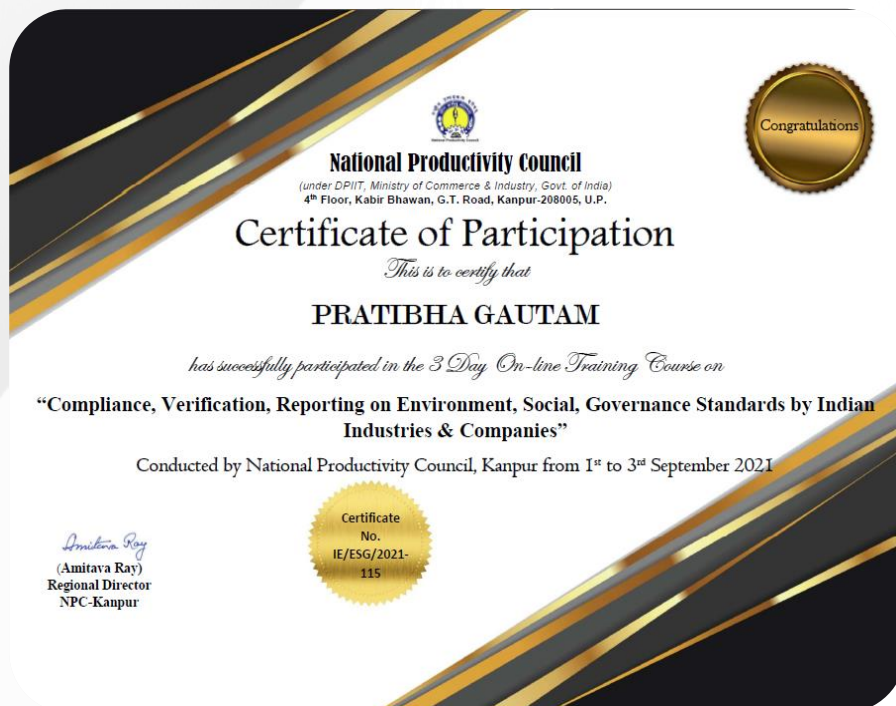 National Productivity Council
National Productivity Council
(under DPIIT, Ministry of Commerce & Industry, Govt. of India)
4th Floor, Kabir Bhawan, G.T. Road, Kanpur-208005, U.P.
Congratulations
Certificate of Participation
This is to certify that
PRATIBHA GAUTAM
has successfully participated in the 3 Day On-line Training Course on
“Compliance, Verification, Reporting on Environment, Social, Governance Standards by Indian
Industries & Companies”
Conducted by National Productivity Council, Kanpur from 1st to 3rd September 2021
Certificate
No.
IE/ESG/2021-
115
Amitava Ray
(Amitava Ray)
Regional Director
NPC-Kanpur